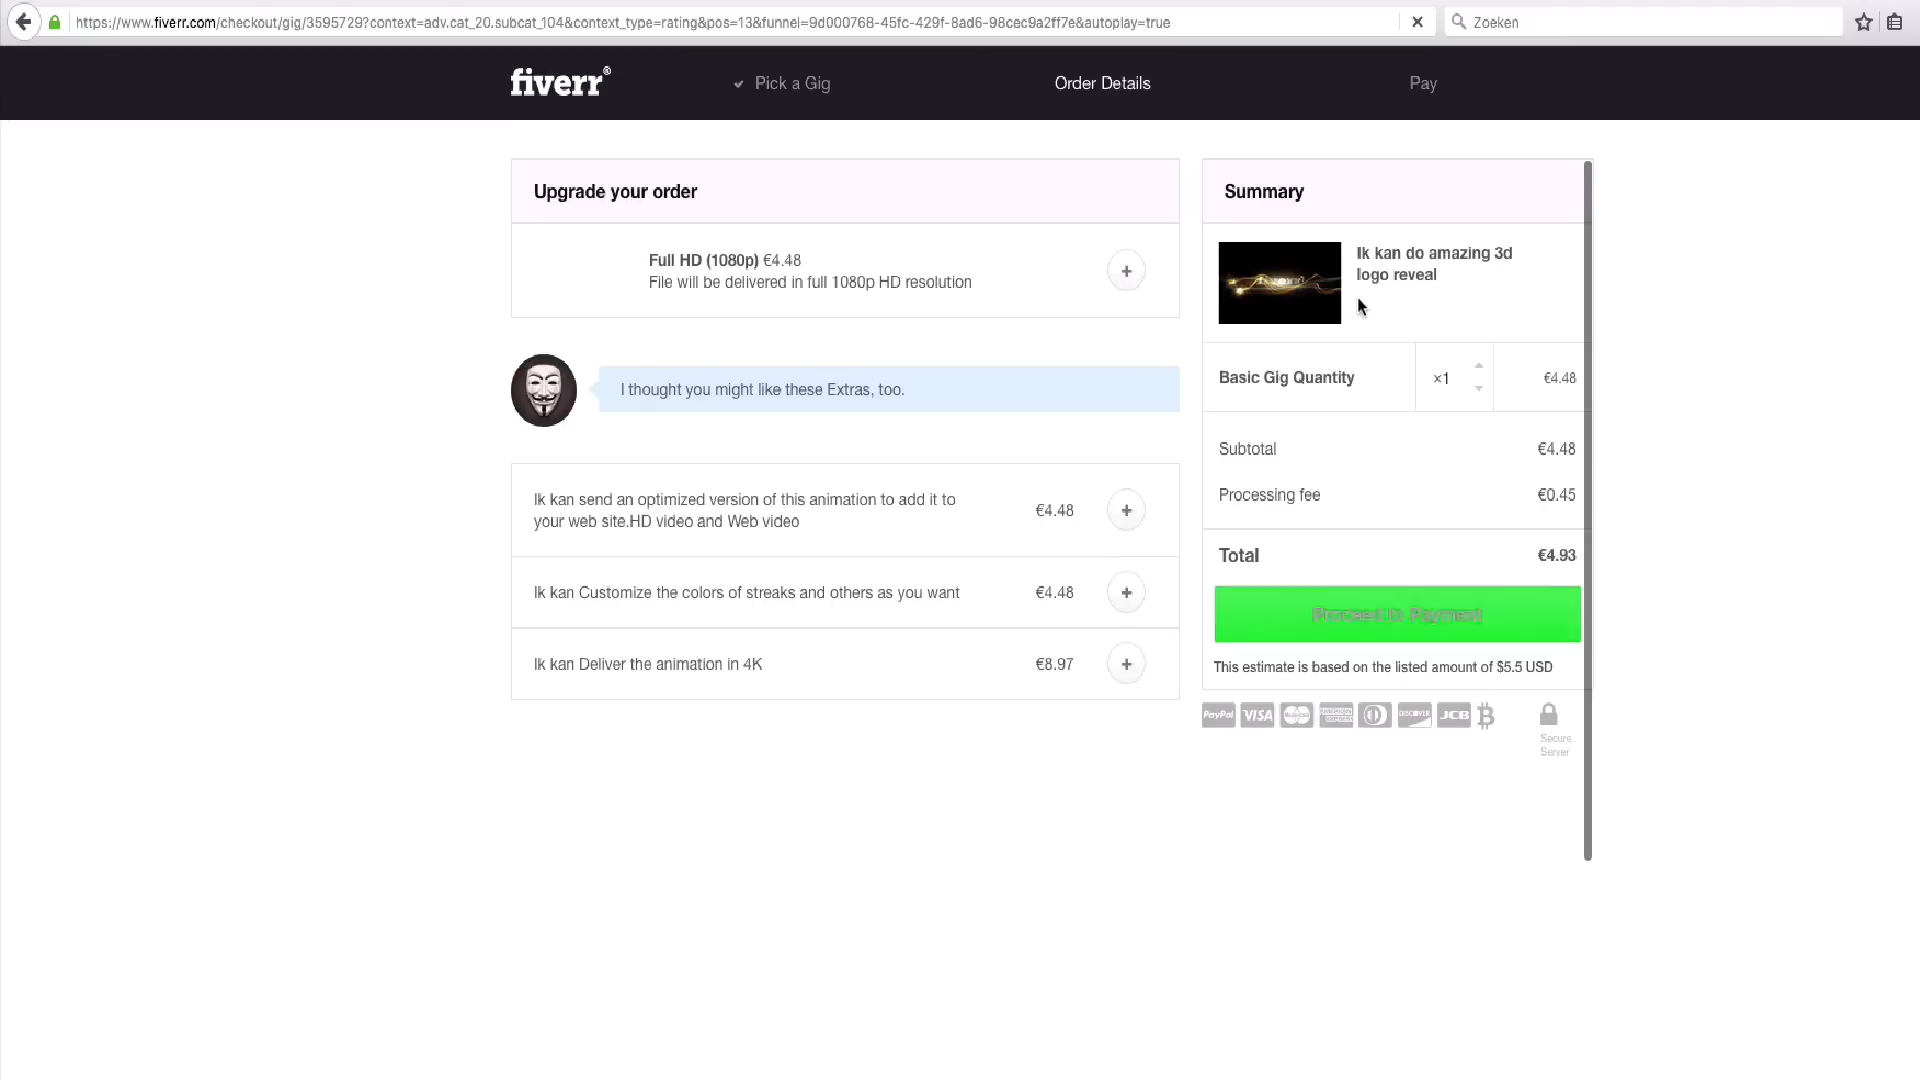 https://www.fiverr.com/checkout/gig/3595729?context=adv.cat_20.subcat_104&context_type=rating&pos=13&funnel=9d000768-45fc-429f-8ad6-98cec9a2ff7e&autoplay=true
Zoeken
fiverr®
Pick a Gig
Order Details
Pay
Upgrade your order
Full HD (1080p) €4.48
File will be delivered in full 1080p HD resolution
+
I thought you might like these Extras, too.
Ik kan send an optimized version of this animation to add it to
your web site.HD video and Web video
€4.48
+
Ik kan Customize the colors of streaks and others as you want
€4.48
+
Ik kan Deliver the animation in 4K
€8.97
+
Summary
Ik kan do amazing 3d
logo reveal
Basic Gig Quantity
×1
€4.48
Subtotal
€4.48
Processing fee
€0.45
Total
€4.93
Proceed to Payment
This estimate is based on the listed amount of $5.5 USD
PayPal
VISA
MasterCard
DISCOVER
JCB
Secure
Server